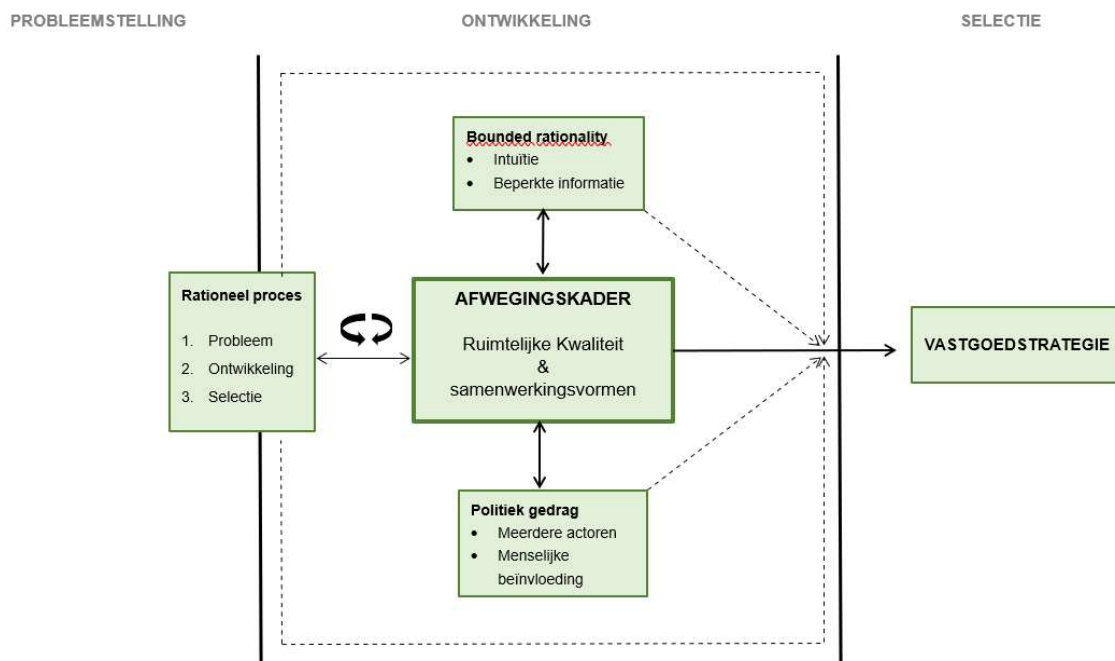 PROBLEEMSTELLING
ONTWIKKELING
SELECTIE
Bounded rationality
• Intuïtie
• Beperkte informatie
Rationeel proces
1. Probleem
2. Ontwikkeling
3. Selectie
AFWEGINGSKADER
Ruimtelijke Kwaliteit
&
samenwerkingsvormen
VASTGOEDSTRATEGIE
Politiek gedrag
• Meerdere actoren
• Menselijke
beïnvloeding